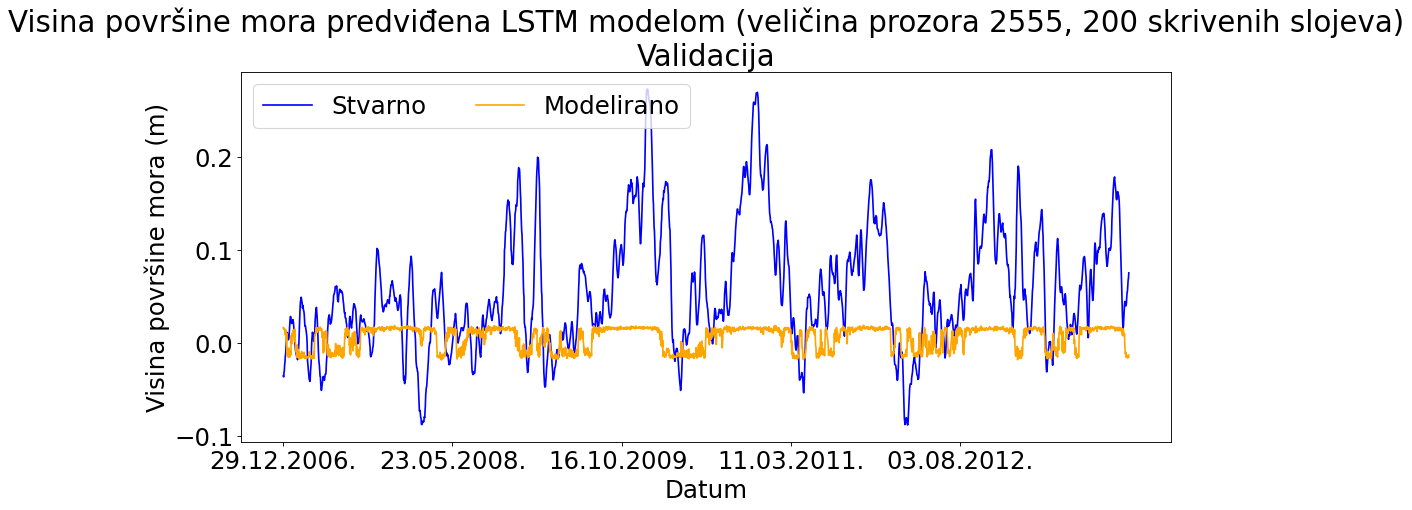 Visina površine mora predviđena LSTM modelom (veličina prozora 2555, 200 skrivenih slojeva)
Validacija
Stvarno Modelirano
Visina površine mora (m)
0.2
0.1
0.0
−0.1
29.12.2006. 23.05.2008. 16.10.2009. 11.03.2011. 03.08.2012.
Datum